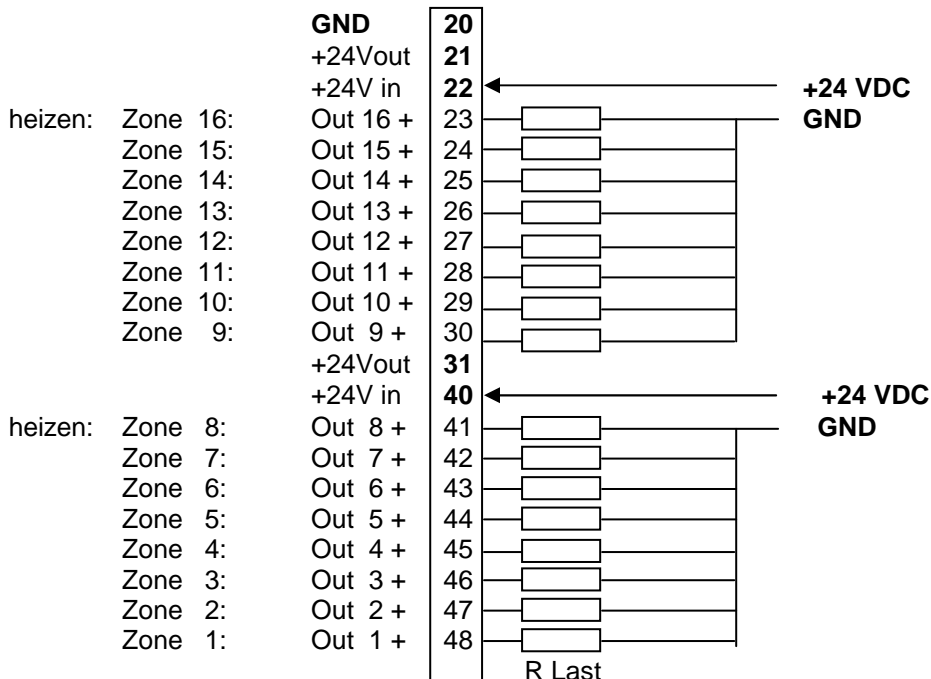 GND 20
+24Vout 21
+24V in 22 +24 VDC
heizen: Zone 16: Out 16 + 23 GND
Zone 15: Out 15 + 24
Zone 14: Out 14 + 25
Zone 13: Out 13 + 26
Zone 12: Out 12 + 27
Zone 11: Out 11 + 28
Zone 10: Out 10 + 29
Zone 9: Out 9 + 30
+24Vout 31
+24V in 40 +24 VDC
heizen: Zone 8: Out 8 + 41 GND
Zone 7: Out 7 + 42
Zone 6: Out 6 + 43
Zone 5: Out 5 + 44
Zone 4: Out 4 + 45
Zone 3: Out 3 + 46
Zone 2: Out 2 + 47
Zone 1: Out 1 + 48
R Last